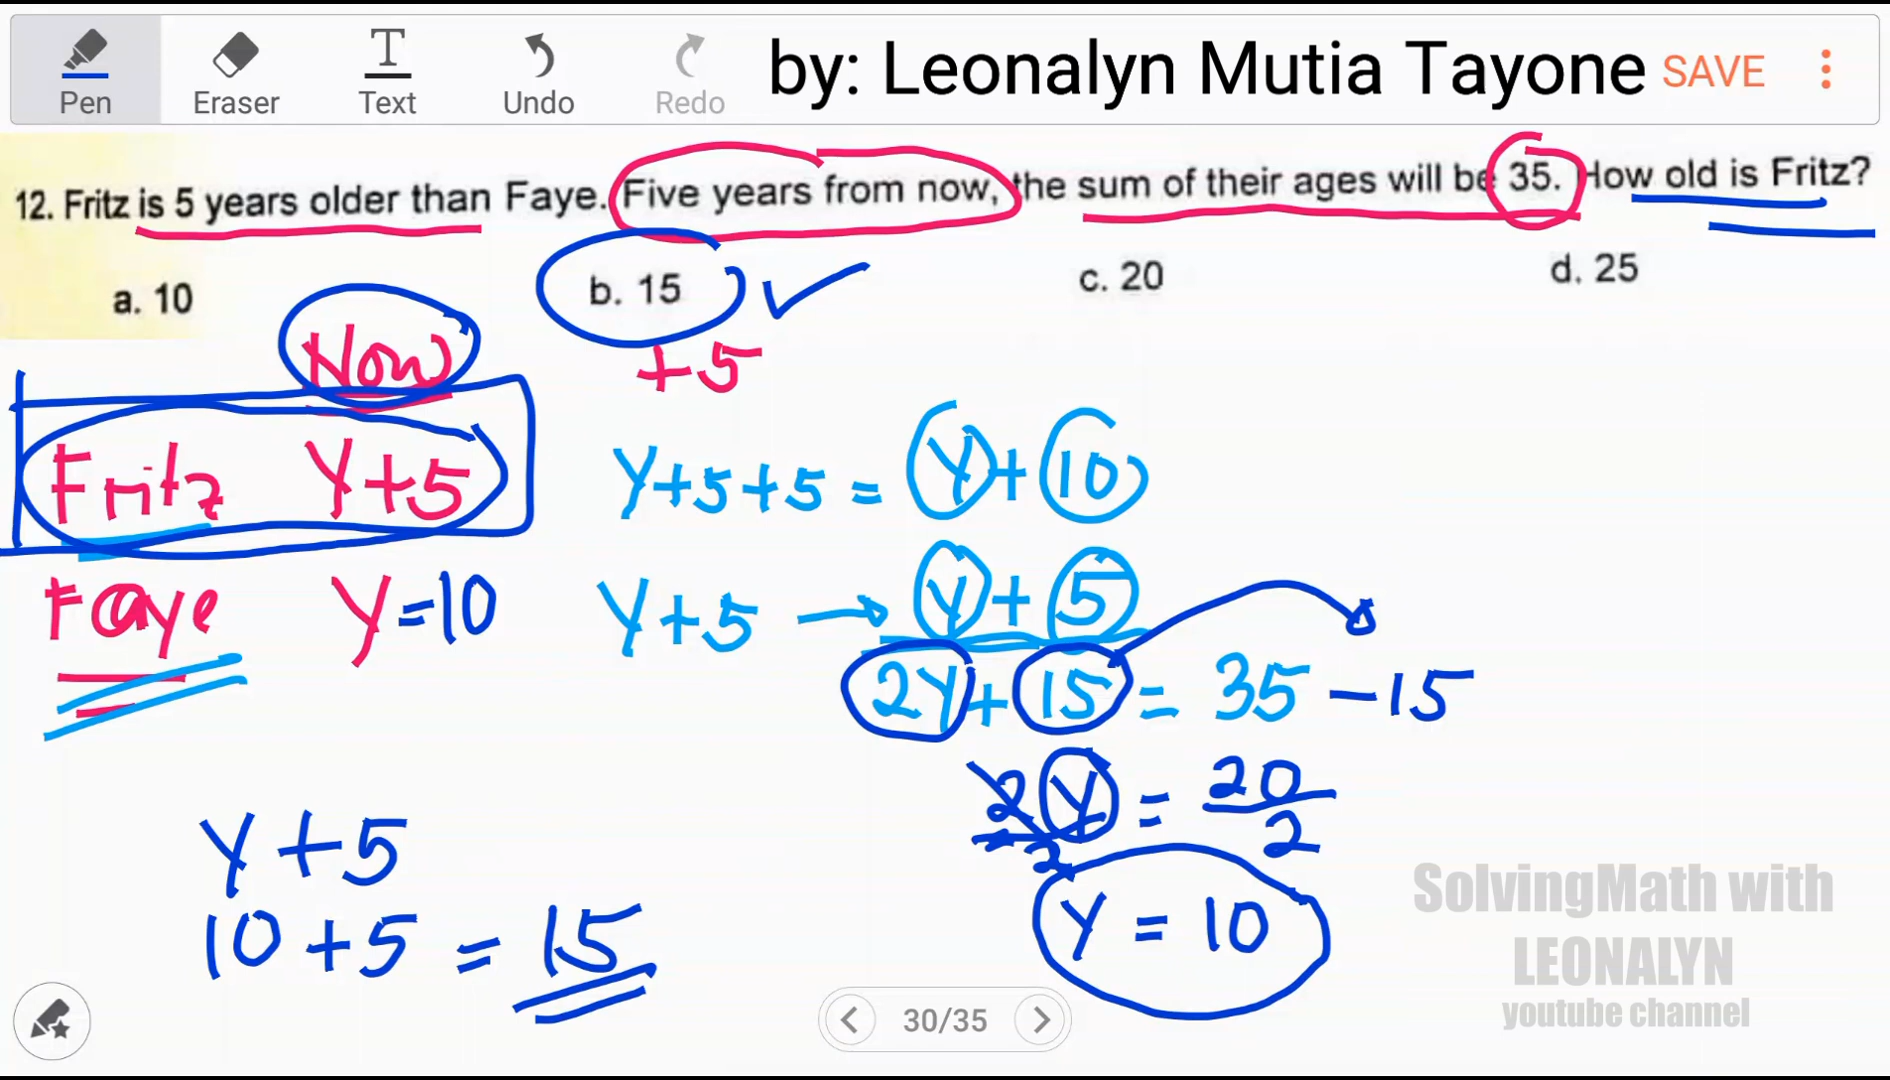 Pen Eraser Text Undo Redo by: Leonalyn Mutia Tayone SAVE
12. Fritz is 5 years older than Faye. Five years from now, the sum of their ages will be 35. How old is Fritz?
a. 10 b. 15 c. 20 d. 25
Now +5
Fritz Y+5 Y+5+5 = Y+10
Faye Y=10 Y+5 → Y+5
2Y+15 = 35 -15
2Y = 20
2 2
Y+5
10+5 = 15
Y = 10
SolvingMath with
LEONALYN
youtube channel
30/35